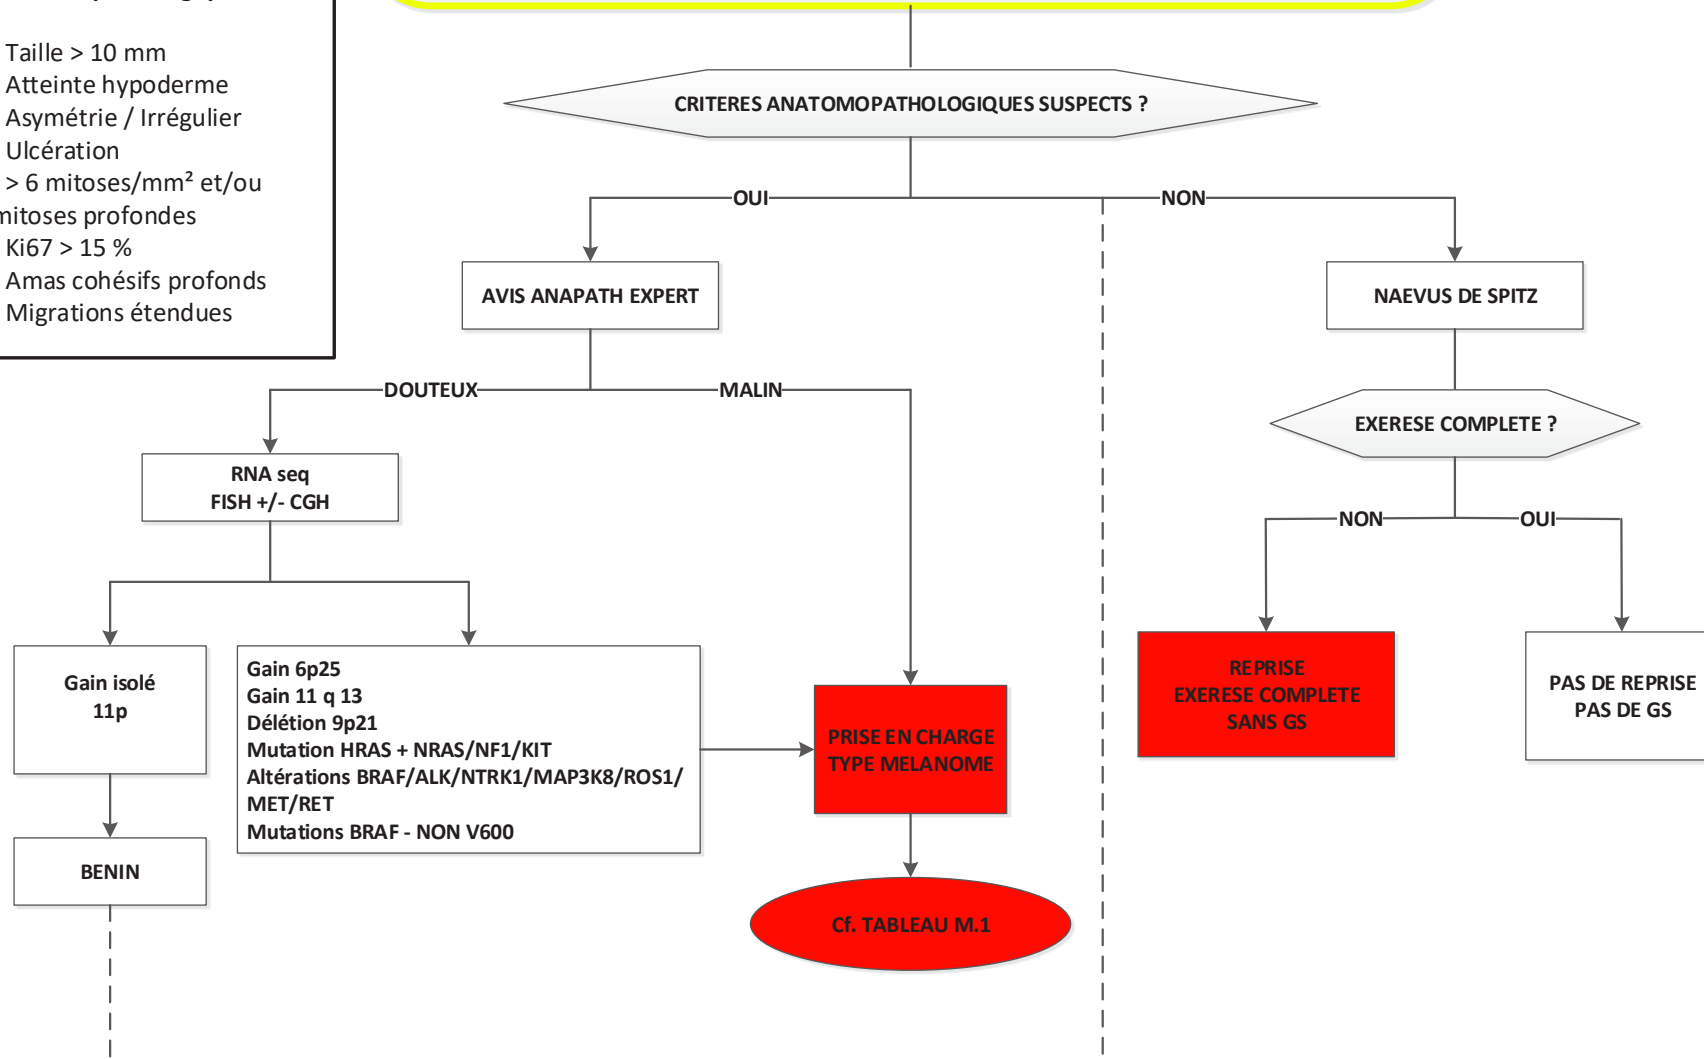 Taille > 10 mm
Atteinte hypoderme
Asymétrie / Irrégulier
Ulcération
> 6 mitoses/mm² et/ou
mitoses profondes
Ki67 > 15 %
Amas cohésifs profonds
Migrations étendues
CRITERES ANATOMOPATHOLOGIQUES SUSPECTS ?
OUI
NON
AVIS ANAPATH EXPERT
NAEVUS DE SPITZ
DOUTEUX
MALIN
EXERESE COMPLETE ?
RNA seq
FISH +/- CGH
NON
OUI
Gain isolé
11p
Gain 6p25
Gain 11 q 13
Délétion 9p21
Mutation HRAS + NRAS/NF1/KIT
Altérations BRAF/ALK/NTRK1/MAP3K8/ROS1/
MET/RET
Mutations BRAF - NON V600
PRISE EN CHARGE
TYPE MELANOME
REPRISE
EXERESE COMPLETE
SANS GS
PAS DE REPRISE
PAS DE GS
BENIN
Cf. TABLEAU M.1